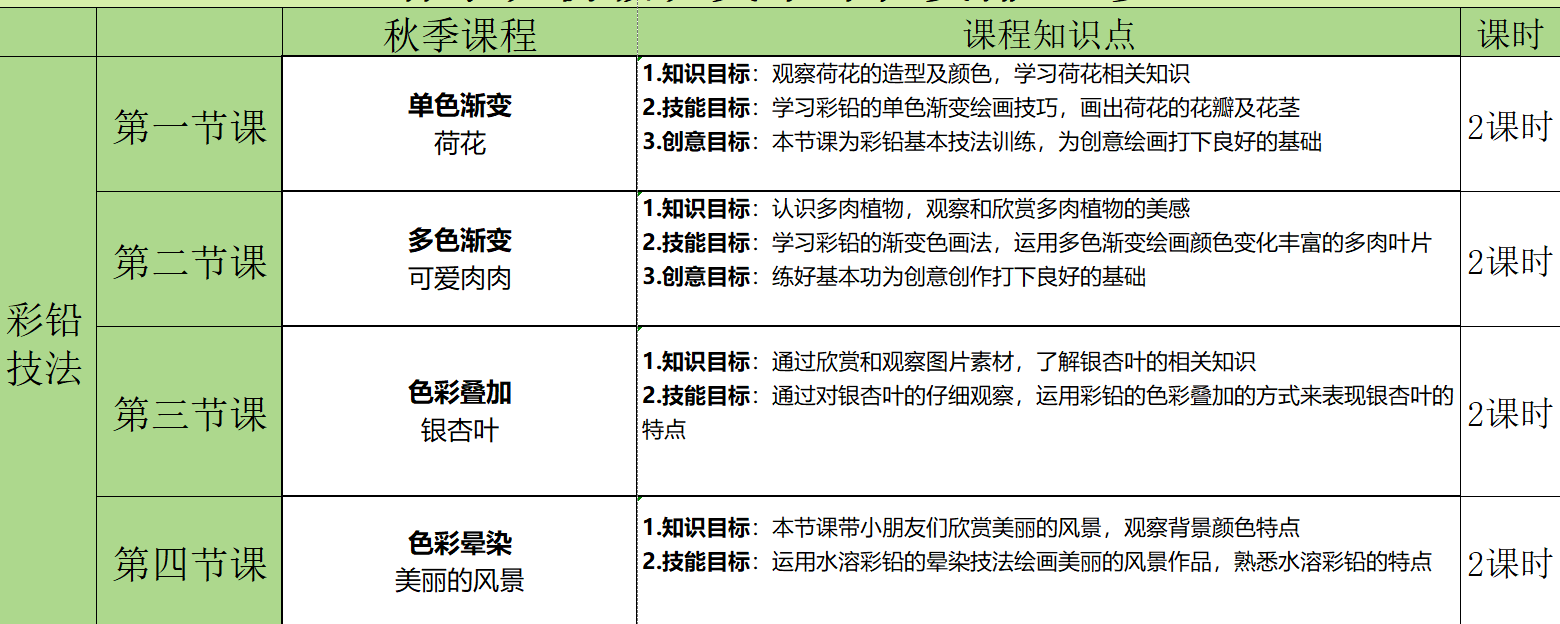 秋季课程 课程知识点 课时
彩铅
技法
第一节课
单色渐变
荷花
1.知识目标：观察荷花的造型及颜色，学习荷花相关知识
2.技能目标：学习彩铅的单色渐变绘画技巧，画出荷花的花瓣及花茎
3.创意目标：本节课为彩铅基本技法训练，为创意绘画打下良好的基础
2课时
第二节课
多色渐变
可爱肉肉
1.知识目标：认识多肉植物，观察和欣赏多肉植物的美感
2.技能目标：学习彩铅的渐变色画法，运用多色渐变绘画颜色变化丰富的多肉叶片
3.创意目标：练好基本功为创意创作打下良好的基础
2课时
第三节课
色彩叠加
银杏叶
1.知识目标：通过欣赏和观察图片素材，了解银杏叶的相关知识
2.技能目标：通过对银杏叶的仔细观察，运用彩铅的色彩叠加的方式来表现银杏叶的
特点
2课时
第四节课
色彩晕染
美丽的风景
1.知识目标：本节课带小朋友们欣赏美丽的风景，观察背景颜色特点
2.技能目标：运用水溶彩铅的晕染技法绘画美丽的风景作品，熟悉水溶彩铅的特点
2课时